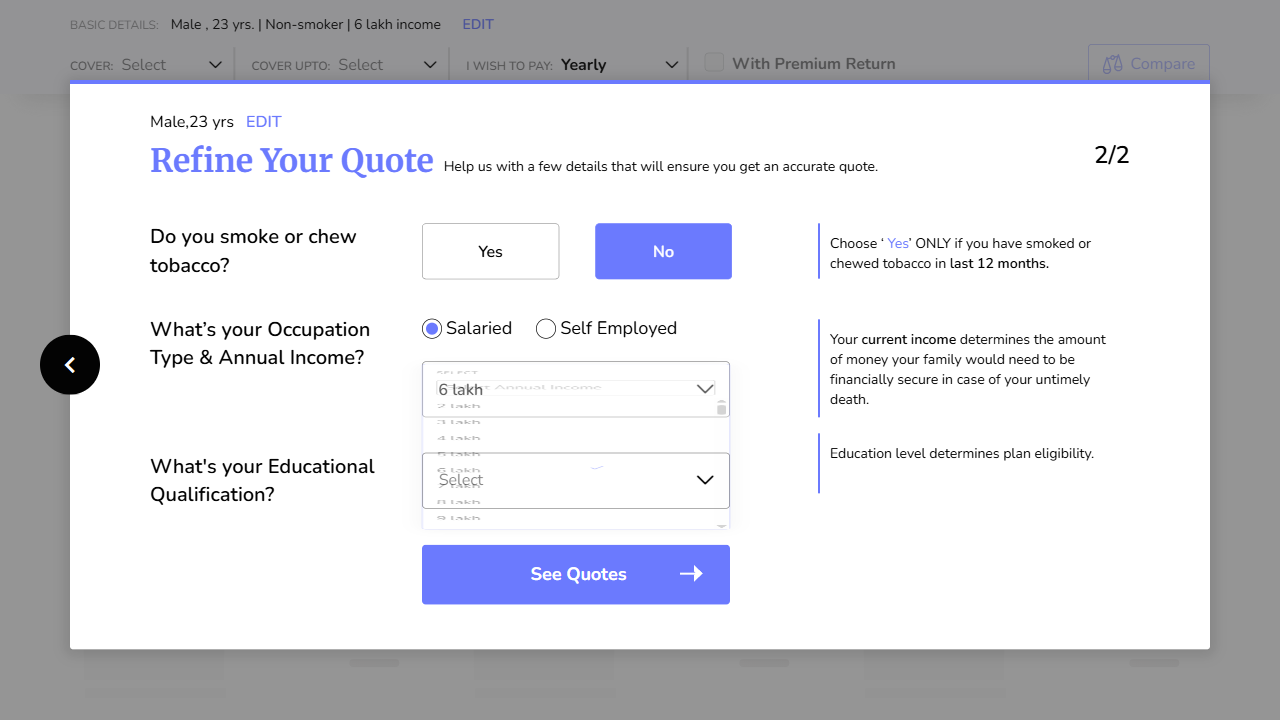 BASIC DETAILS: Male , 23 yrs. | Non-smoker | 6 lakh income EDIT
COVER: Select COVER UPTO: Select I WISH TO PAY: Yearly With Premium Return Compare
Male,23 yrs EDIT
Refine Your Quote Help us with a few details that will ensure you get an accurate quote. 2/2
Do you smoke or chew
tobacco?
Yes
No
Choose ‘ Yes’ ONLY if you have smoked or
chewed tobacco in last 12 months.
What’s your Occupation
Type & Annual Income?
Salaried Self Employed
6 lakh
Annual Income
2 lakh
3 lakh
4 lakh
5 lakh
6 lakh
7 lakh
8 lakh
9 lakh
Your current income determines the amount
of money your family would need to be
financially secure in case of your untimely
death.
What's your Educational
Qualification?
Select
Education level determines plan eligibility.
See Quotes